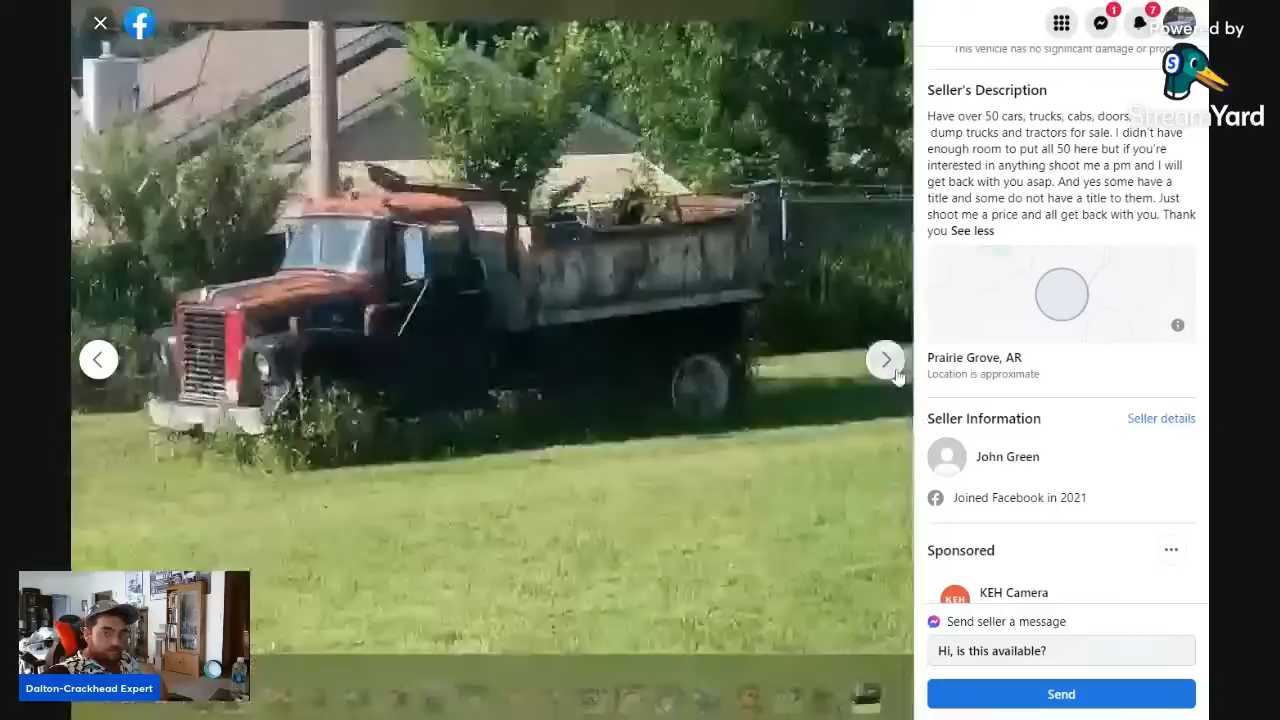 1
7
Powered by
StreamYard
This vehicle has no significant damage or
Seller's Description
Have over 50 cars, trucks, cabs, doors,
dump trucks and tractors for sale. I didn't have
enough room to put all 50 here but if you're
interested in anything shoot me a pm and I will
get back with you asap. And yes some have a
title and some do not have a title to them. Just
shoot me a price and all get back with you. Thank
you See less
Prairie Grove, AR
Location is approximate
Seller Information Seller details
John Green
Joined Facebook in 2021
Sponsored
KEH
KEH Camera
Send seller a message
Hi, is this available?
Send
Dalton-Crackhead Expert